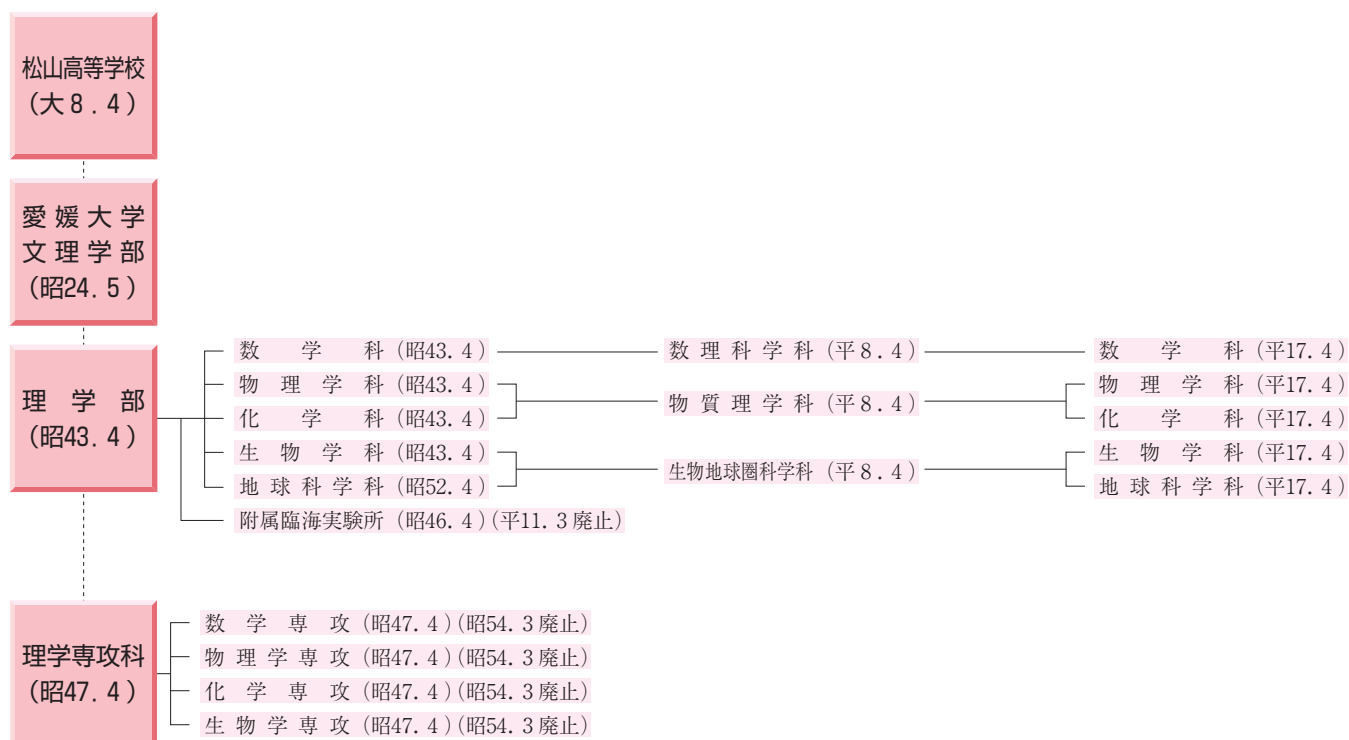 松山高等学校
(大8.4)
愛媛大学
文理学部
(昭24.5)
理学部
(昭43.4)
数学科(昭43.4) 数理科学科(平8.4) 数学科(平17.4)
物理学科(昭43.4) 物理学科(平17.4)
物質理学科(平8.4)
化学科(昭43.4) 化学科(平17.4)
生物学科(昭43.4) 生物学科(平17.4)
生物地球圏科学科(平8.4)
地球科学科(昭52.4) 地球科学科(平17.4)
附属臨海実験所(昭46.4)(平11.3廃止)
理学専攻科
(昭47.4)
数学専攻(昭47.4)(昭54.3廃止)
物理学専攻(昭47.4)(昭54.3廃止)
化学専攻(昭47.4)(昭54.3廃止)
生物学専攻(昭47.4)(昭54.3廃止)